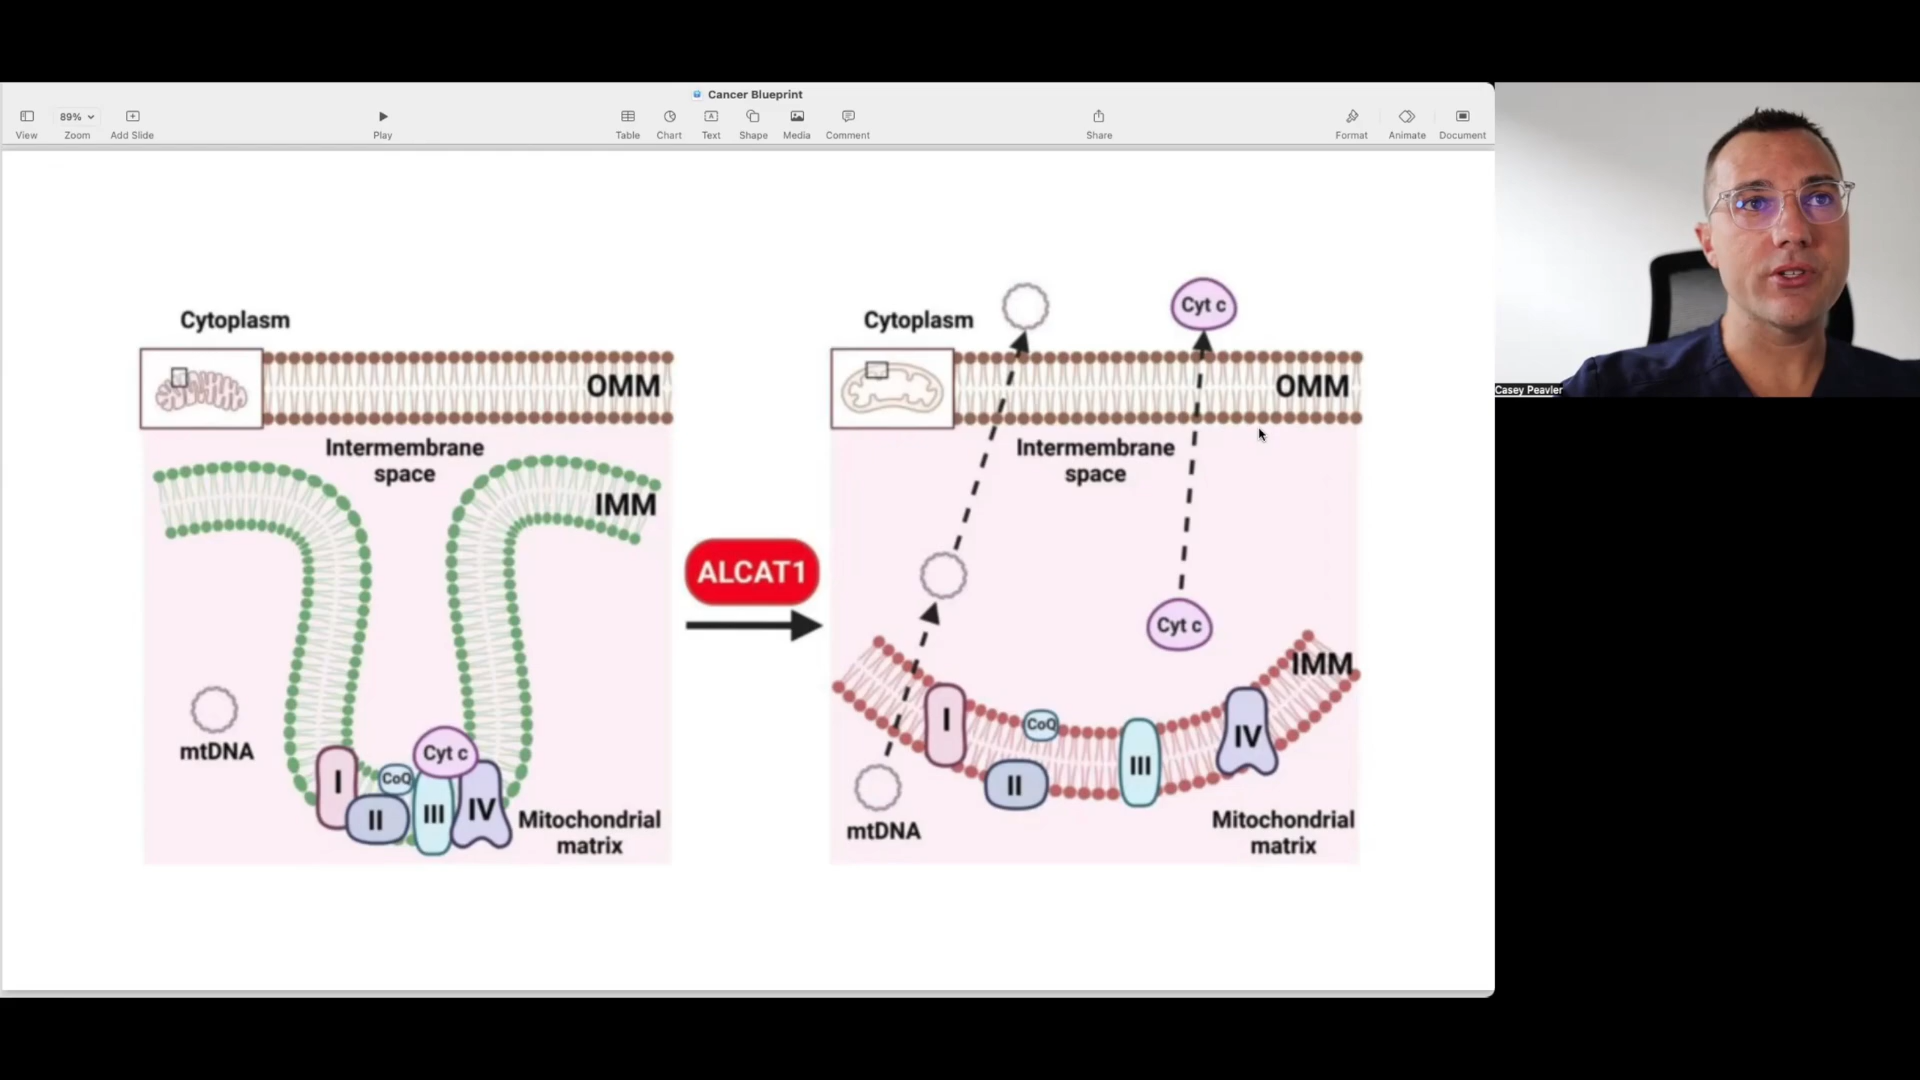 Cancer Blueprint
89%
View
Zoom
Add Slide
Play
Table
Chart
Text
Shape
Media
Comment
Share
Format
Animate
Document
Casey Peavler
Cytoplasm
OMM
Intermembrane
space
IMM
mtDNA
I
II
CoQ
Cyt c
III
IV
Mitochondrial
matrix
ALCAT1
Cytoplasm
Cyt c
OMM
Intermembrane
space
Cyt c
IMM
I
CoQ
II
III
IV
mtDNA
Mitochondrial
matrix